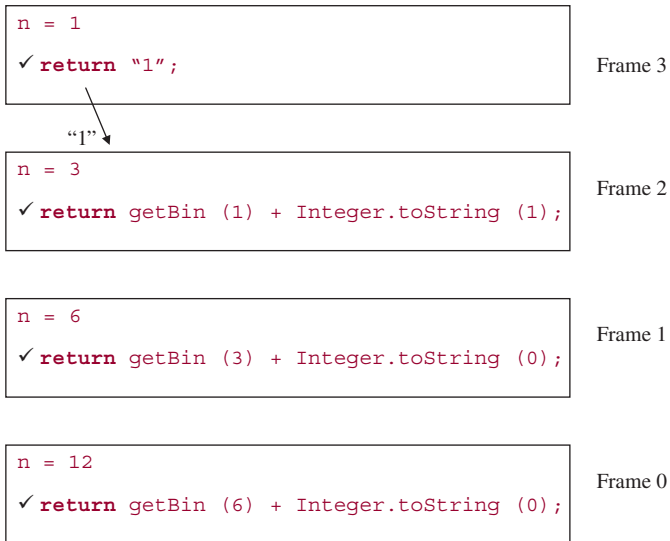 n = 1
✓ return “1”;
Frame 3
“1”
n = 3
Frame 2
✓ return getBin (1) + Integer.toString (1);
n = 6
Frame 1
✓ return getBin (3) + Integer.toString (0);
n = 12
Frame 0
✓ return getBin (6) + Integer.toString (0);